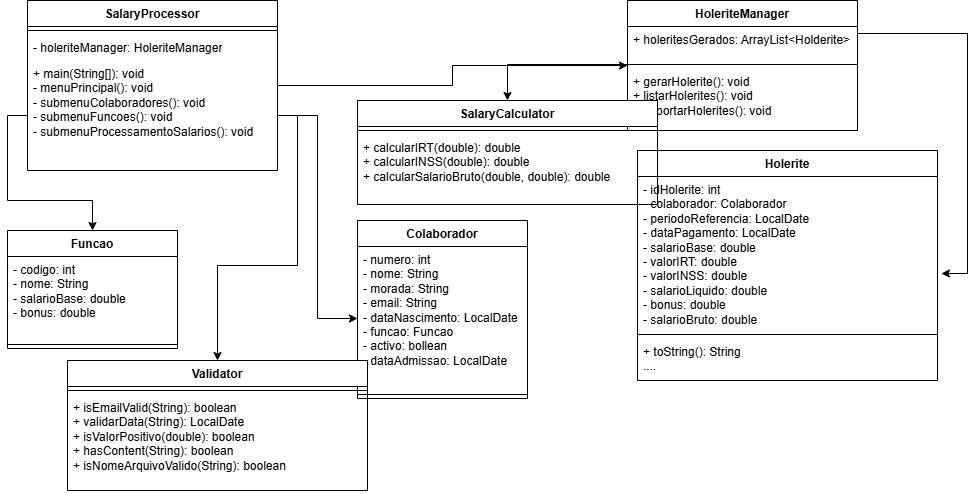 SalaryProcessor
- holeriteManager: HoleriteManager
+ main(String[]): void
- menuPrincipal(): void
- submenuColaboradores(): void
- submenuFuncoes(): void
- submenuProcessamentoSalarios(): void
HoleriteManager
+ holeritesGerados: ArrayList<Holderite>
+ gerarHolerite(): void
+ listarHolerites(): void
portarHolerites(): void
SalaryCalculator
+ calcularIRT(double): double
+ calcularINSS(double): double
+ calcularSalarioBruto(double, double): double
Holerite
- idHolerite: int
colaborador: Colaborador
- periodoReferencia: LocalDate
- dataPagamento: LocalDate
- salarioBase: double
- valorIRT: double
- valorINSS: double
- salarioLiquido: double
- bonus: double
- salarioBruto: double
+ toString(): String
....
Funcao
- codigo: int
- nome: String
- salarioBase: double
- bonus: double
Colaborador
- numero: int
- nome: String
- morada: String
- email: String
- dataNascimento: LocalDate
- funcao: Funcao
- activo: bollean
dataAdmissao: LocalDate
Validator
+ isEmailValid(String): boolean
+ validarData(String): LocalDate
+ isValorPositivo(double): boolean
+ hasContent(String): boolean
+ isNomeArquivoValido(String): boolean